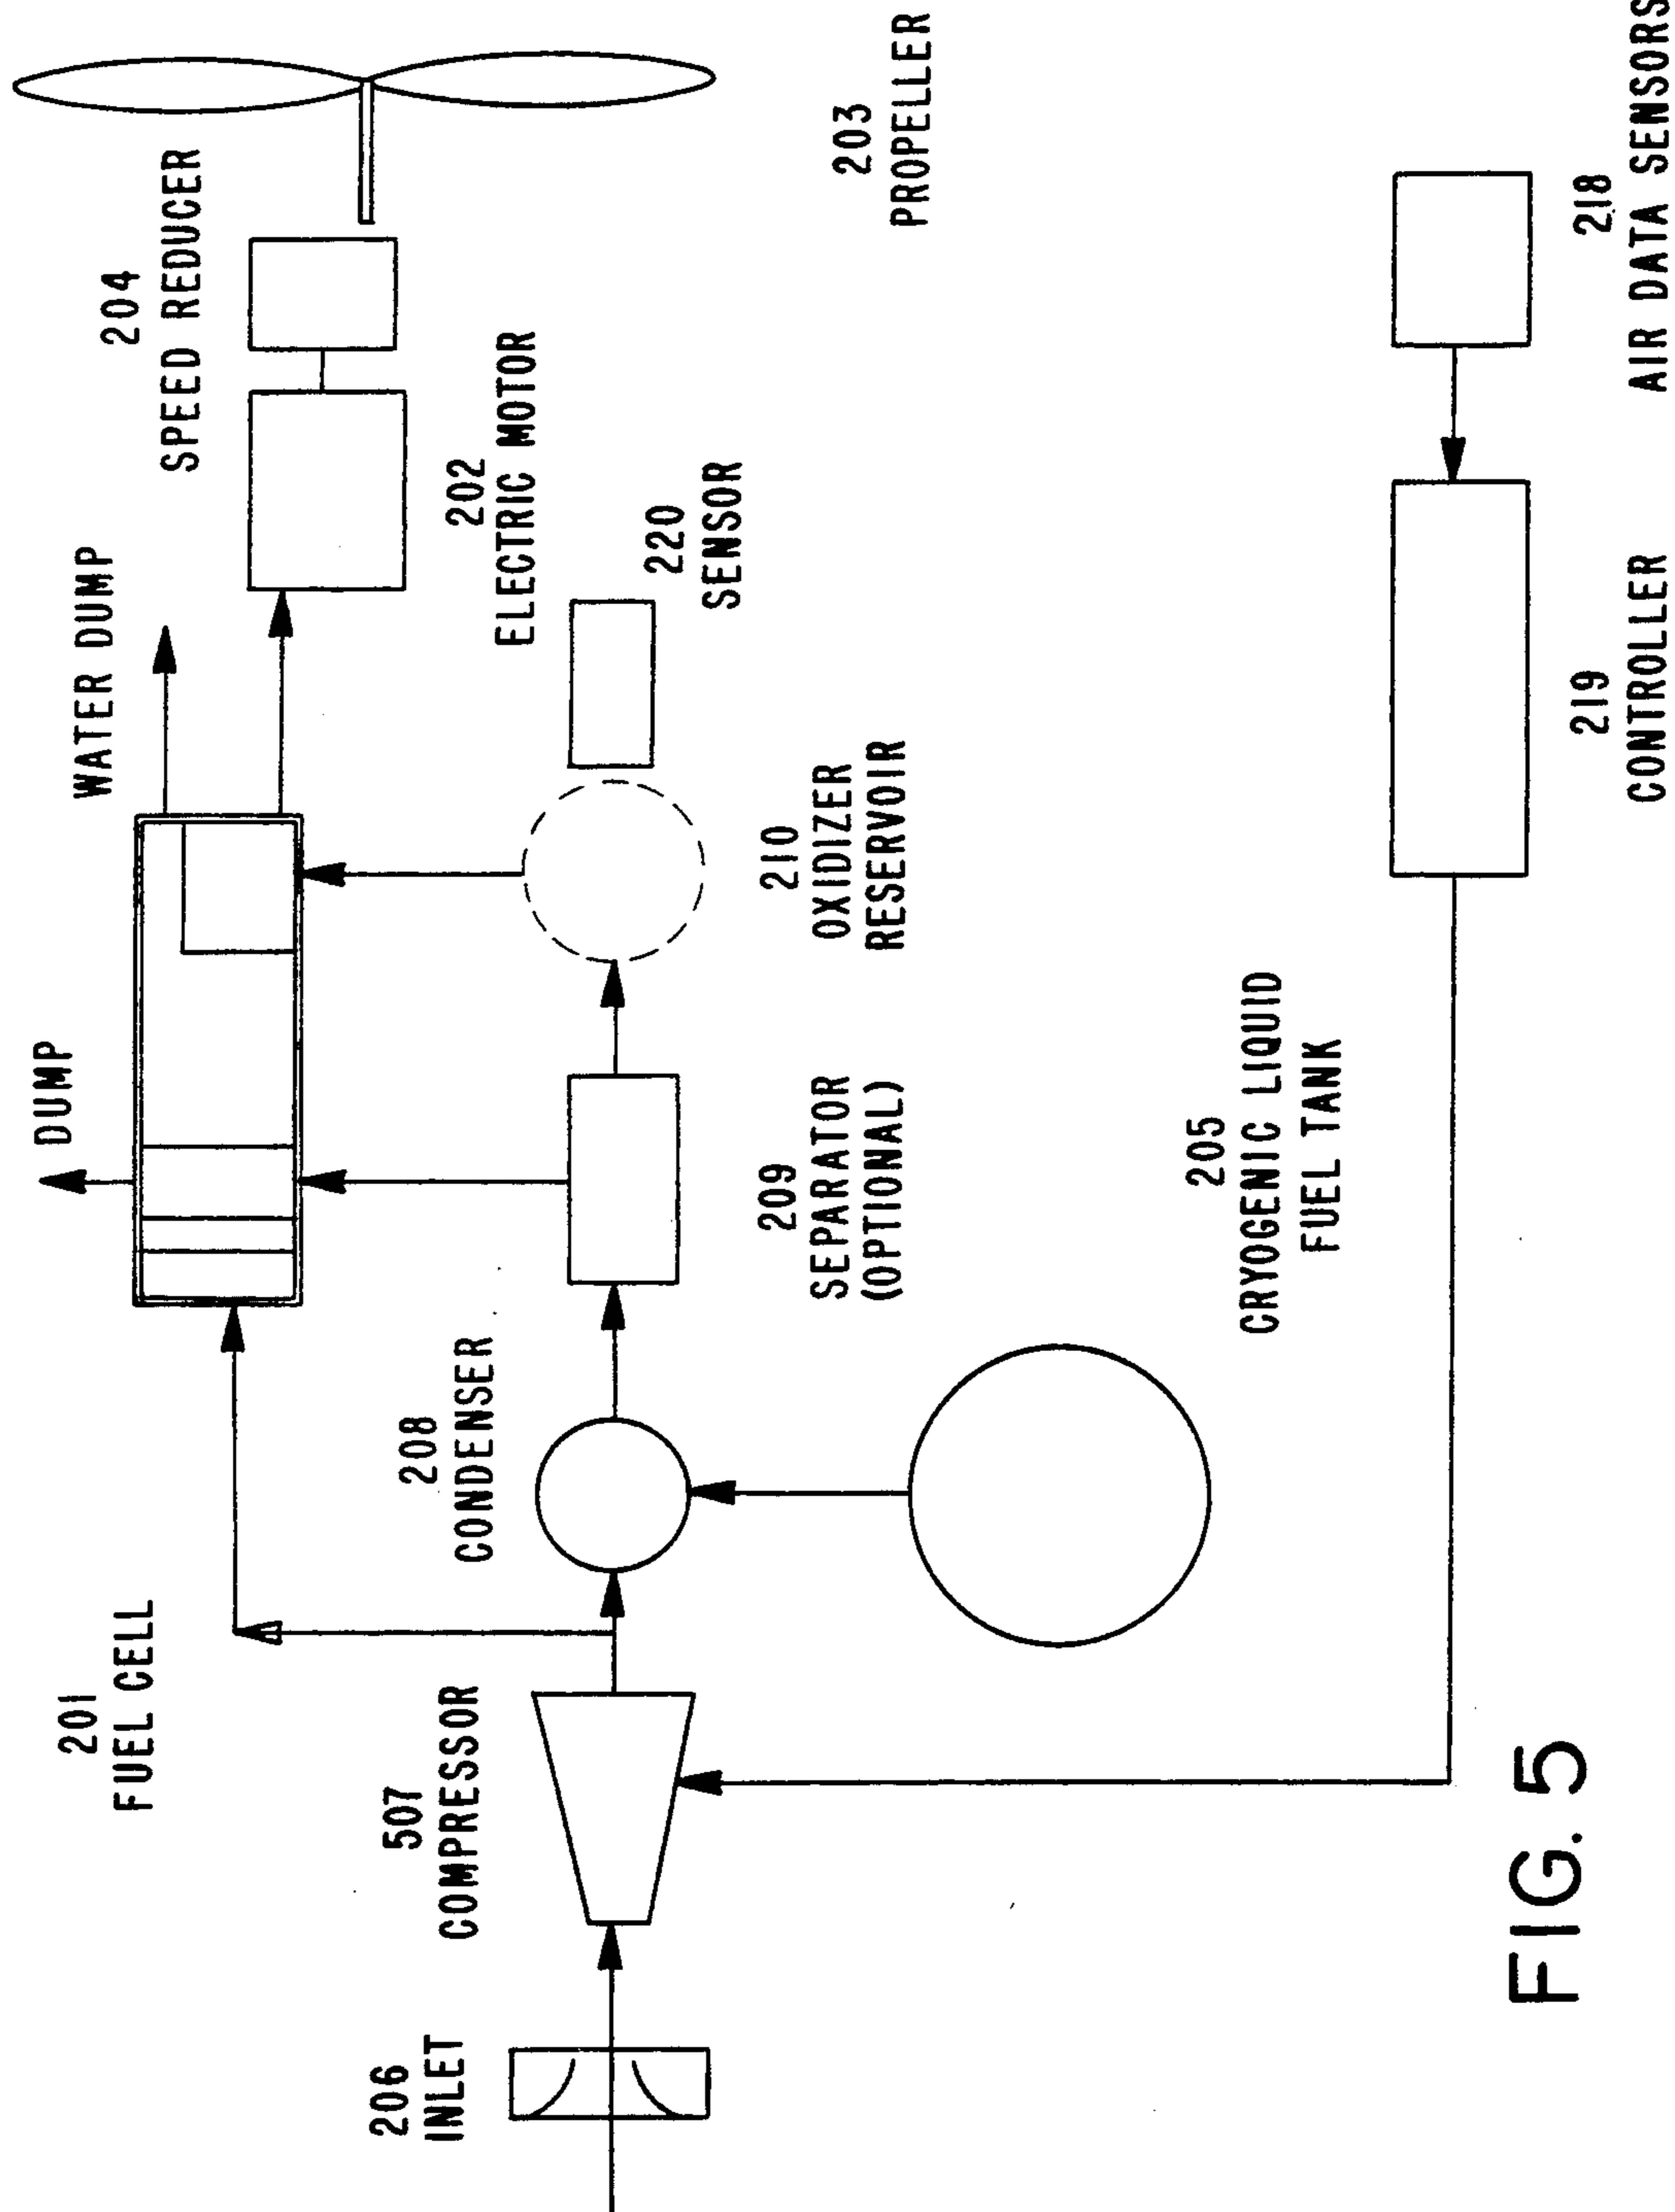 DUMP
WATER DUMP
201
FUEL CELL
204
SPEED REDUCER
202
ELECTRIC MOTOR
203
PROPELLER
206
INLET
507
COMPRESSOR
208
CONDENSER
209
SEPARATOR
(OPTIONAL)
210
OXIDIZER
RESERVOIR
220
SENSOR
205
CRYOGENIC LIQUID
FUEL TANK
219
CONTROLLER
218
AIR DATA SENSORS
FIG. 5